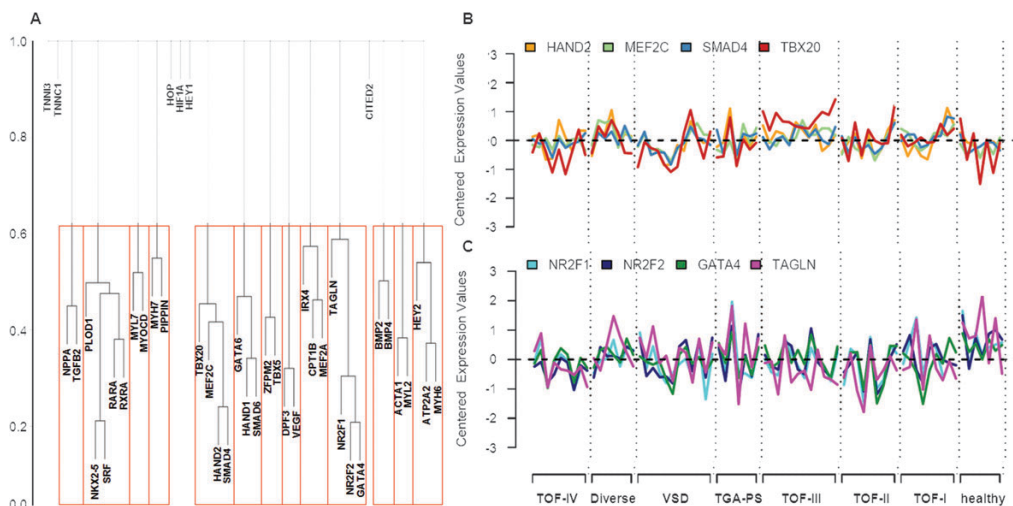 A
1.0
0.8
0.6
0.4
0.2
0.0
TNNI3
TNNC1
HOP
HIF1A
HEY1
CITED2
NPPA
TGFB2
PLOD1
NKX2-5
SRF
RARA
RXRA
MYL7
MYOCD
MYH7
PIPPIN
TBX20
MEF2C
HAND2
SMAD4
GATA6
HAND1
SMAD6
ZFPM2
TBX5
DPF3
VEGF
IRX4
CPT1B
MEF2A
TAGLN
NR2F1
NR2F2
GATA4
BMP2
BMP4
ACTA1
MYL2
HEY2
ATP2A2
MYH6
B
HAND2 MEF2C SMAD4 TBX20
Centered Expression Values
3
2
1
0
-1
-2
-3
C
NR2F1 NR2F2 GATA4 TAGLN
Centered Expression Values
3
2
1
0
-1
-2
-3
TOF-IV Diverse VSD TGA-PS TOF-III TOF-II TOF-I healthy